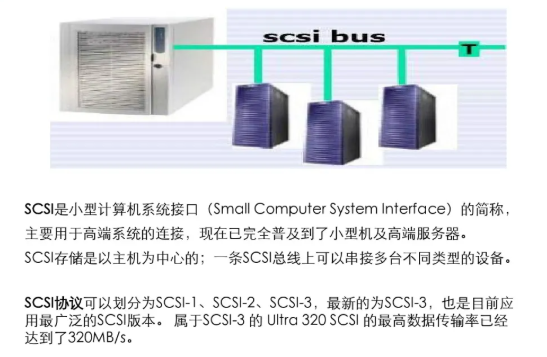 scsi bus
T
SCSI是小型计算机系统接口（Small Computer System Interface）的简称，
主要用于高端系统的连接，现在已完全普及到了小型机及高端服务器。
SCSI存储是以主机为中心的；一条SCSI总线上可以串接多台不同类型的设备。
SCSI协议可以划分为SCSI-1、SCSI-2、SCSI-3，最新的为SCSI-3，也是目前应
用最广泛的SCSI版本。 属于SCSI-3 的 Ultra 320 SCSI 的最高数据传输率已经
达到了320MB/s。